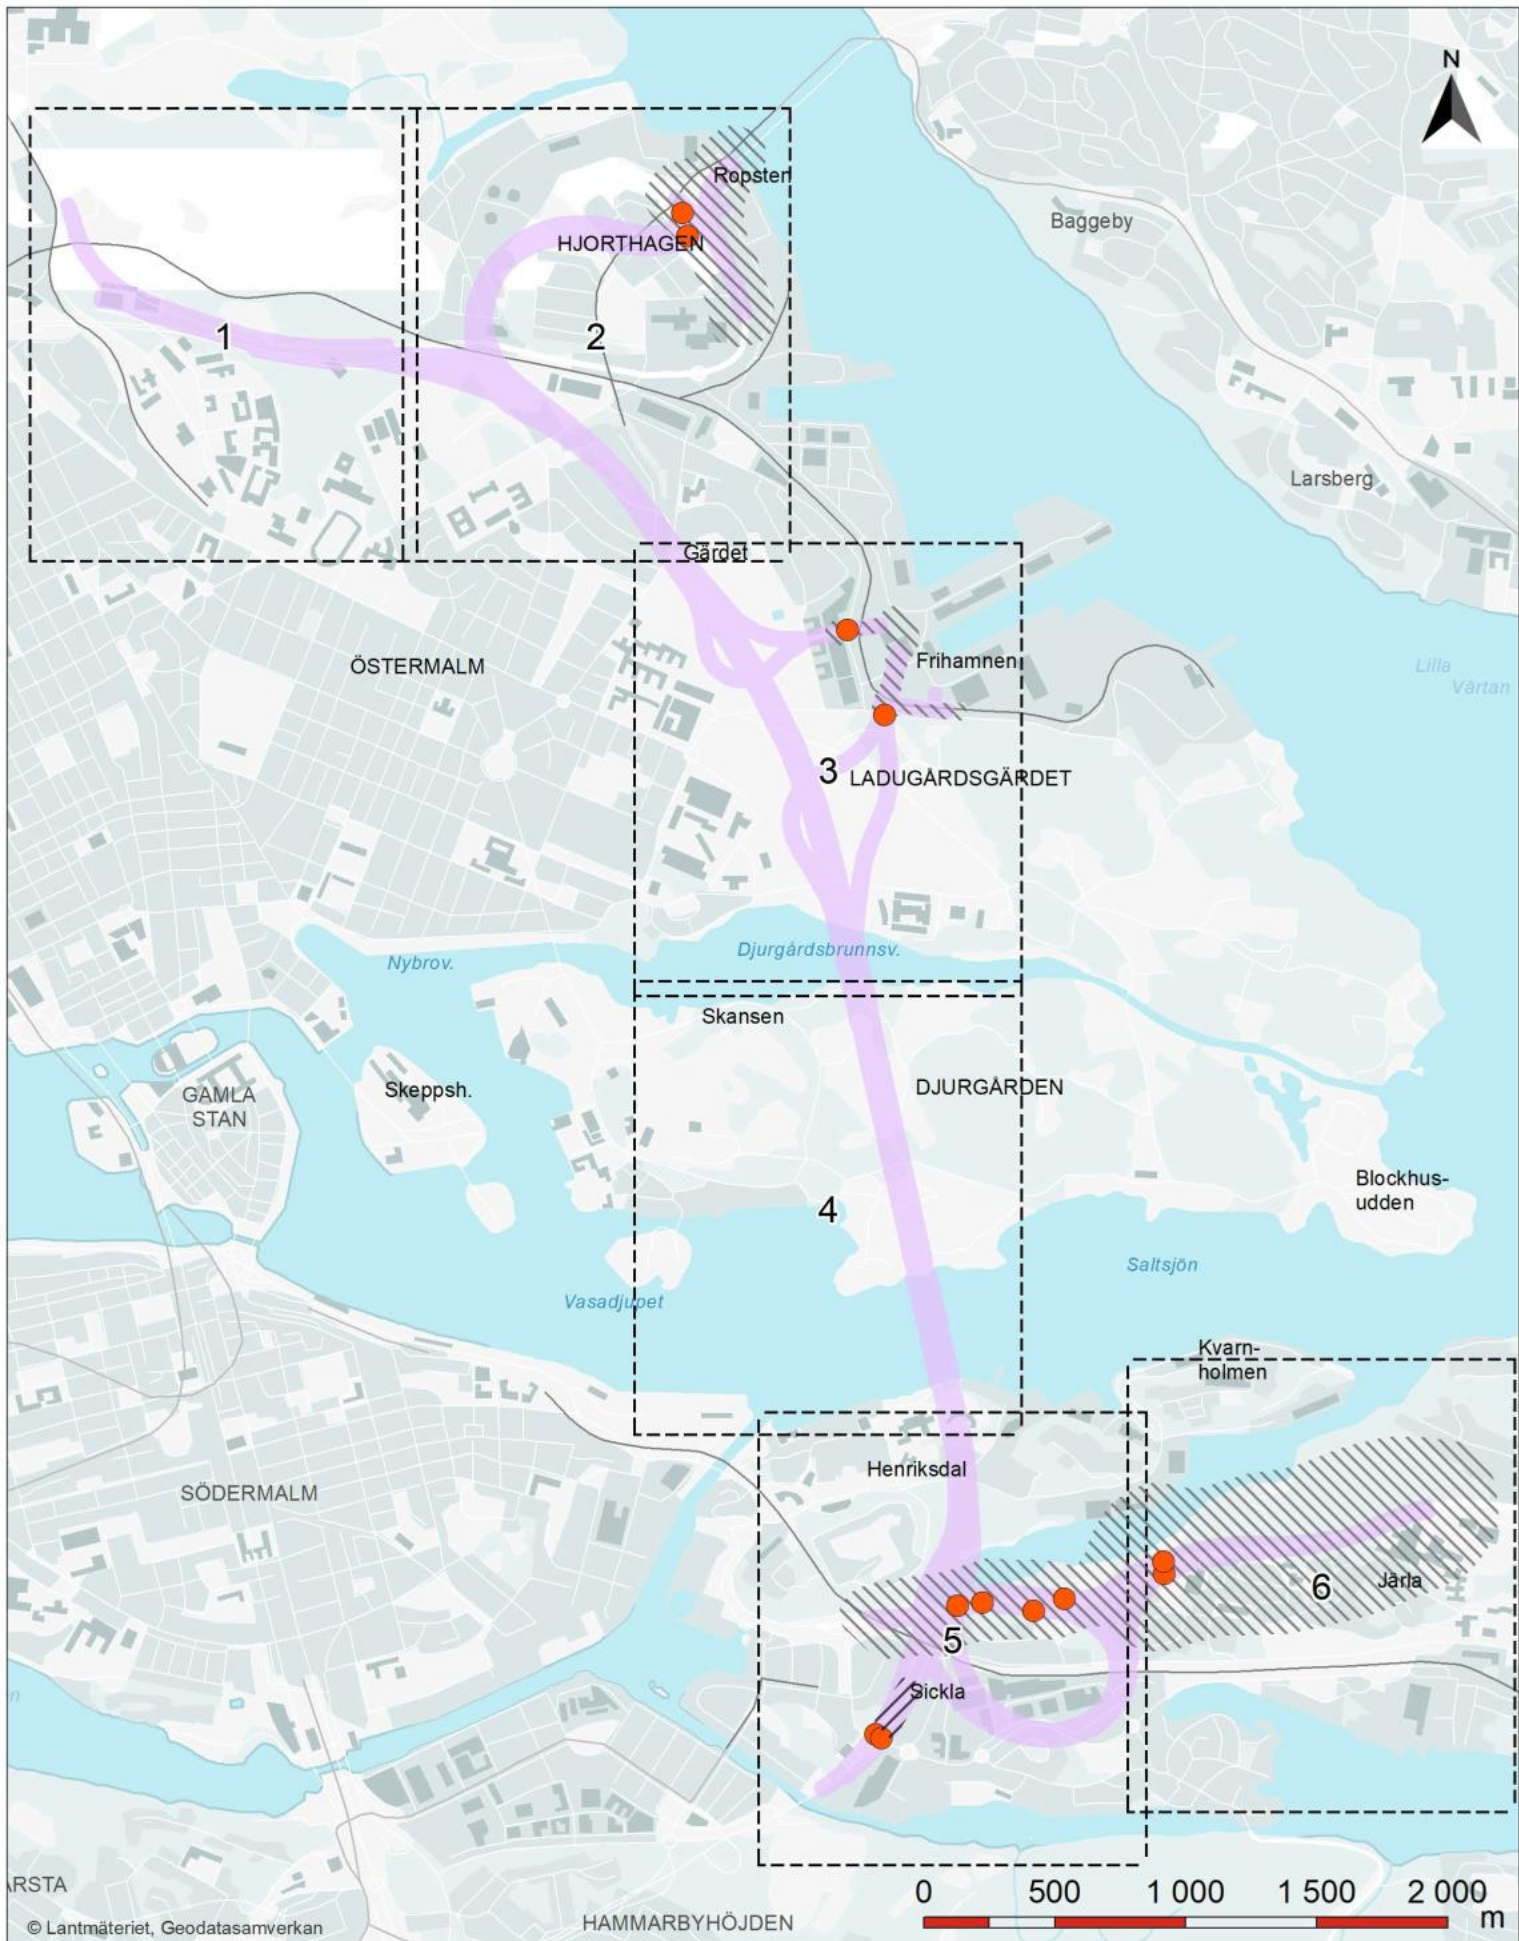 N
Ropsten
Baggeby
HJORTHAGEN
1
2
Larsberg
Gärdet
ÖSTERMALM
Frihamnen
Lilla
Värtan
3
LADUGÅRDSGÄRDET
Nybrov.
Djurgårdsbrunnsv.
Skansen
GAMLA
STAN
Skeppsh.
DJURGÅRDEN
Blockhus-
udden
4
Saltsjön
Vasadjupet
Kvarn-
holmen
Henriksdal
SÖDERMALM
6
Järla
5
Sickla
ÅRSTA
0 500 1 000 1 500 2 000
m
© Lantmäteriet, Geodatasamverkan
HAMMARBYHÖJDEN